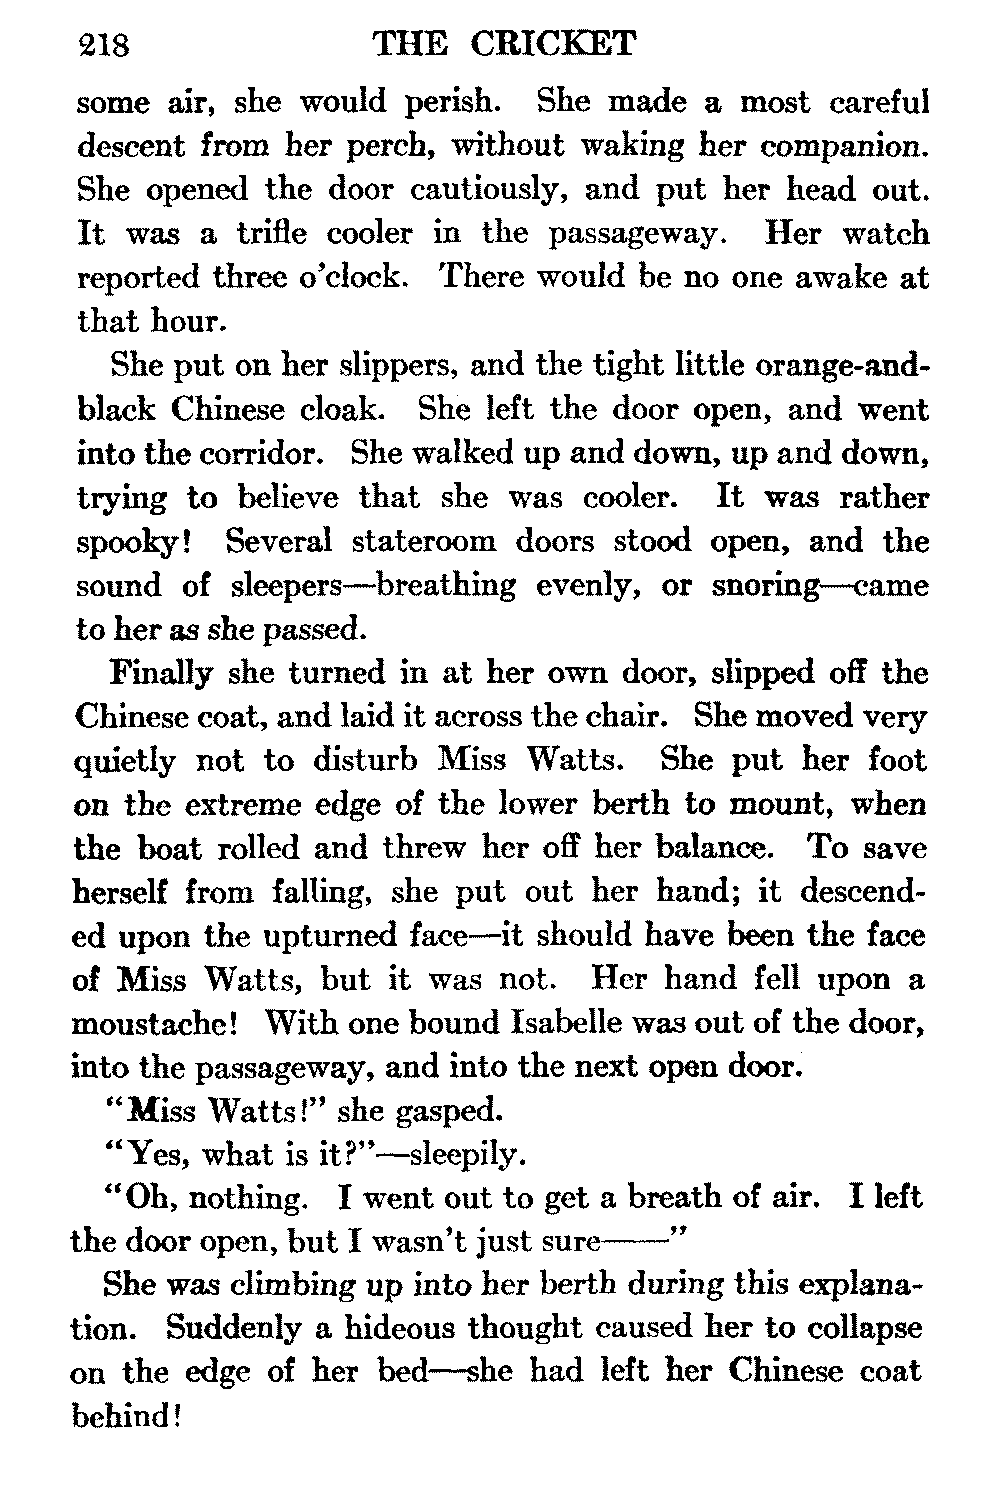 218 THE CRICKET
some air, she would perish. She made a most careful
descent from her perch, without waking her companion.
She opened the door cautiously, and put her head out.
It was a trifle cooler in the passageway. Her watch
reported three o'clock. There would be no one awake at
that hour.
She put on her slippers, and the tight little orange-and-
black Chinese cloak. She left the door open, and went
into the corridor. She walked up and down, up and down,
trying to believe that she was cooler. It was rather
spooky! Several stateroom doors stood open, and the
sound of sleepers—breathing evenly, or snoring—came
to her as she passed.
Finally she turned in at her own door, slipped off the
Chinese coat, and laid it across the chair. She moved very
quietly not to disturb Miss Watts. She put her foot
on the extreme edge of the lower berth to mount, when
the boat rolled and threw her off her balance. To save
herself from falling, she put out her hand; it descend-
ed upon the upturned face—it should have been the face
of Miss Watts, but it was not. Her hand fell upon a
moustache! With one bound Isabelle was out of the door,
into the passageway, and into the next open door.
"Miss Watts!" she gasped.
"Yes, what is it?"—sleepily.
"Oh, nothing. I went out to get a breath of air. I left
the door open, but I wasn't just sure——"
She was climbing up into her berth during this explana-
tion. Suddenly a hideous thought caused her to collapse
on the edge of her bed—she had left her Chinese coat
behind!